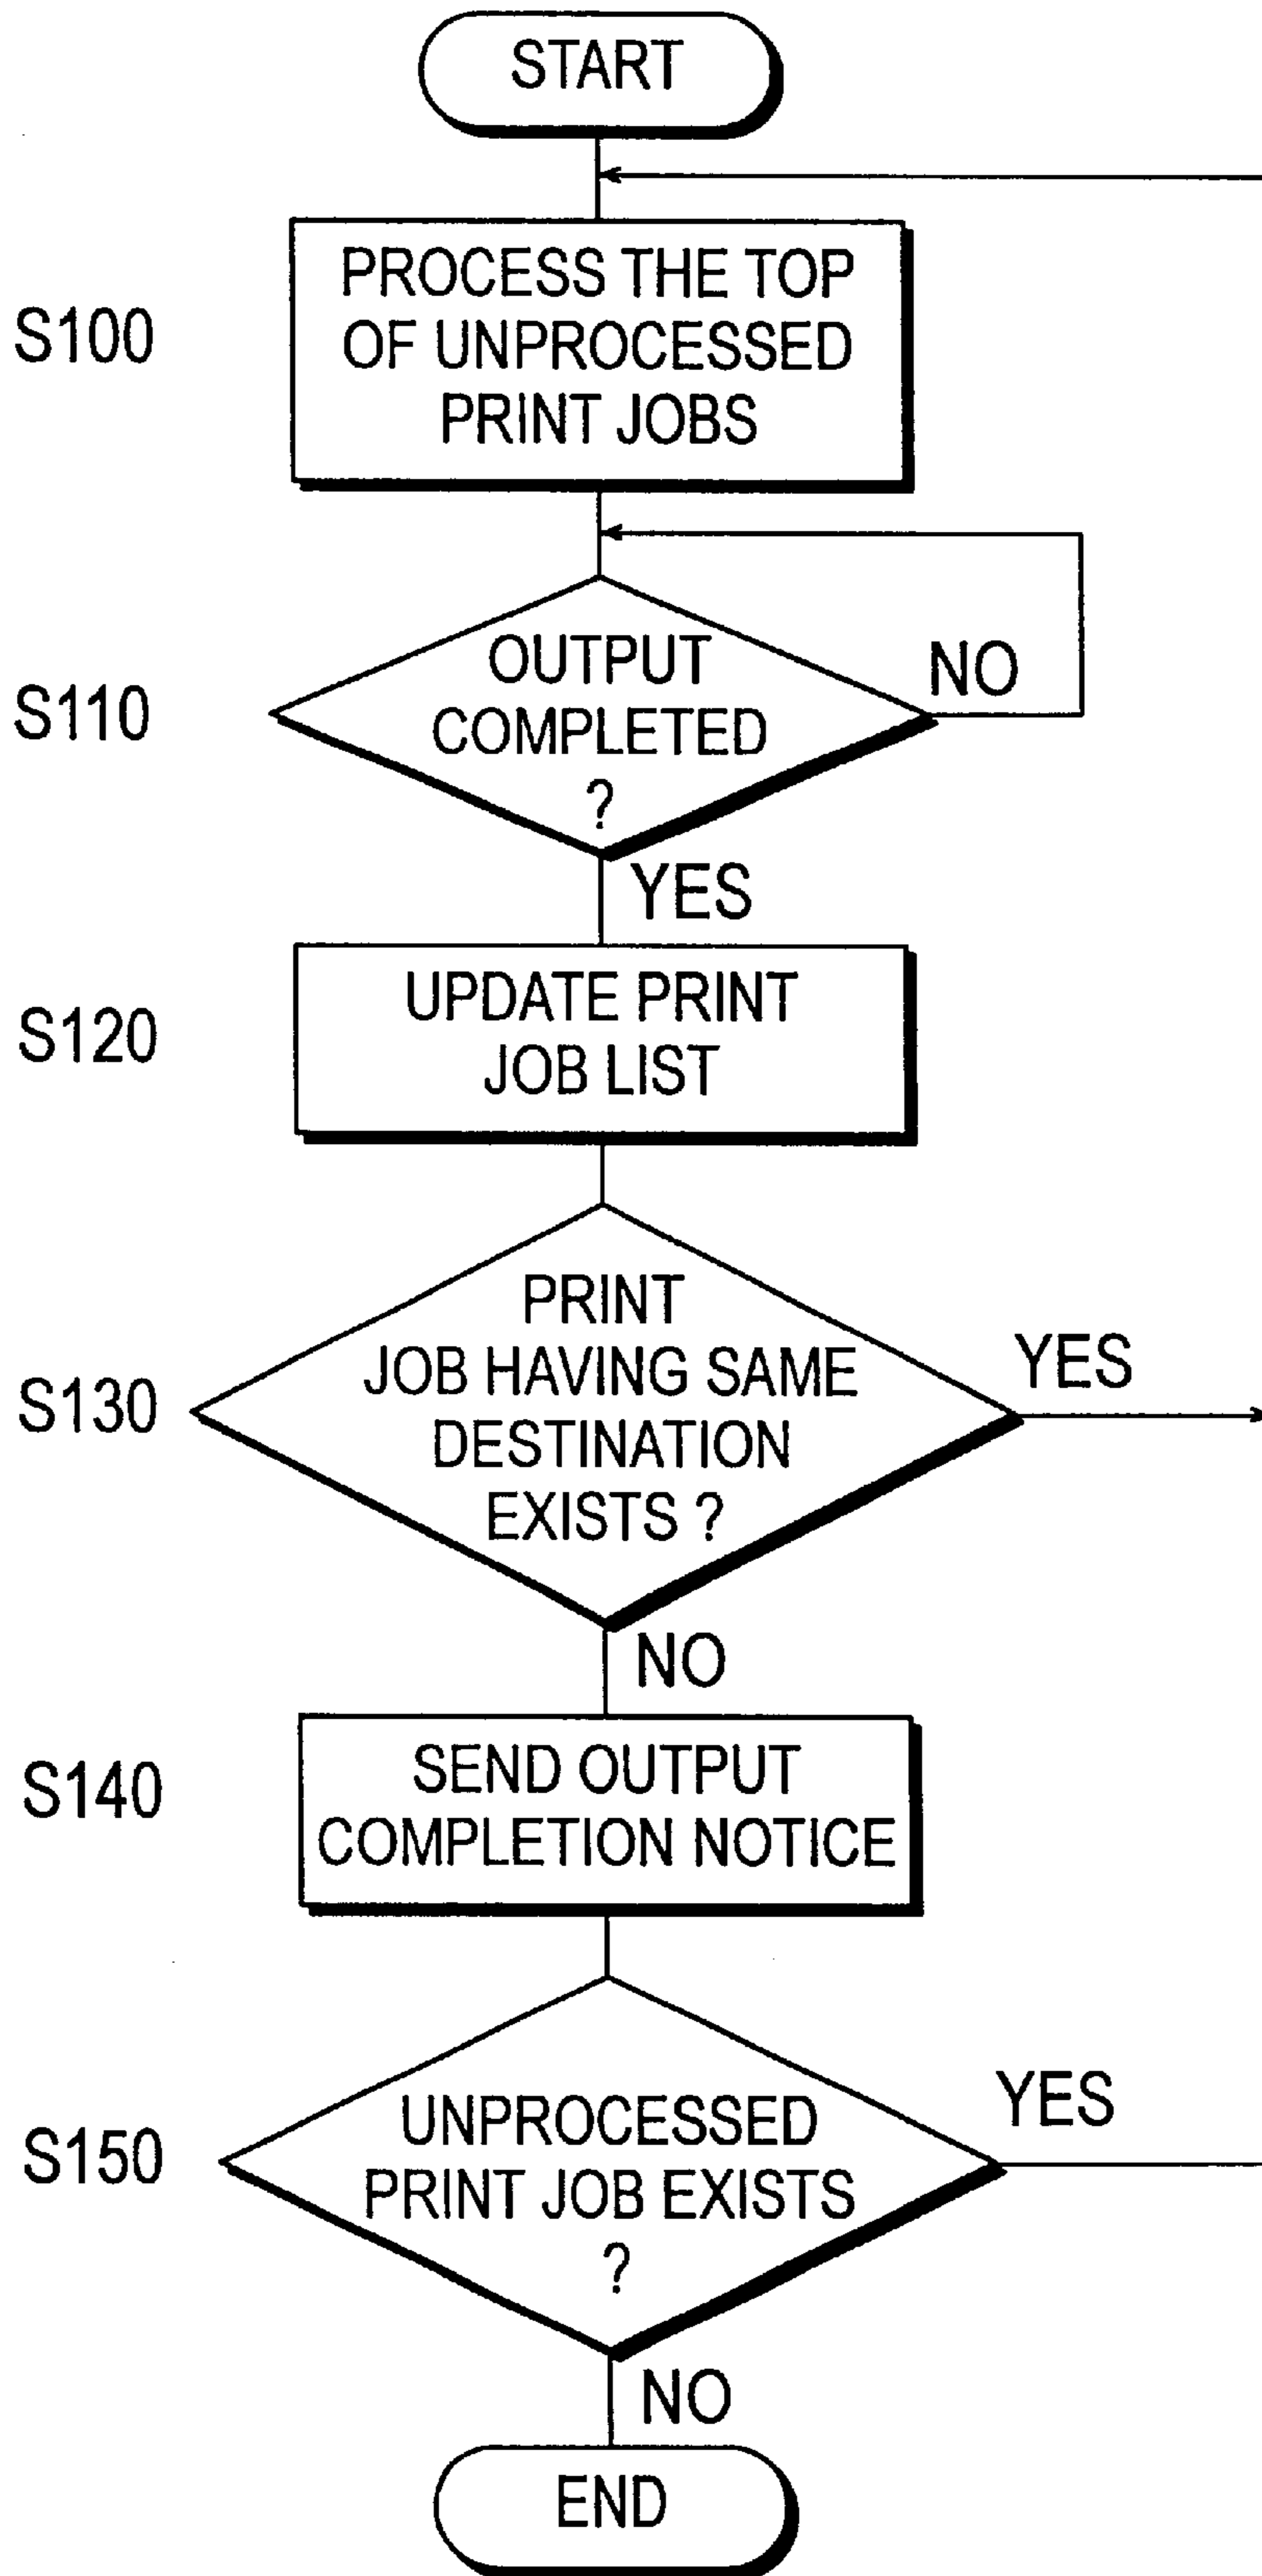 START
S100
PROCESS THE TOP
OF UNPROCESSED
PRINT JOBS
S110
OUTPUT
COMPLETED
?
NO
YES
S120
UPDATE PRINT
JOB LIST
S130
PRINT
JOB HAVING SAME
DESTINATION
EXISTS ?
YES
NO
S140
SEND OUTPUT
COMPLETION NOTICE
S150
UNPROCESSED
PRINT JOB EXISTS
?
YES
NO
END